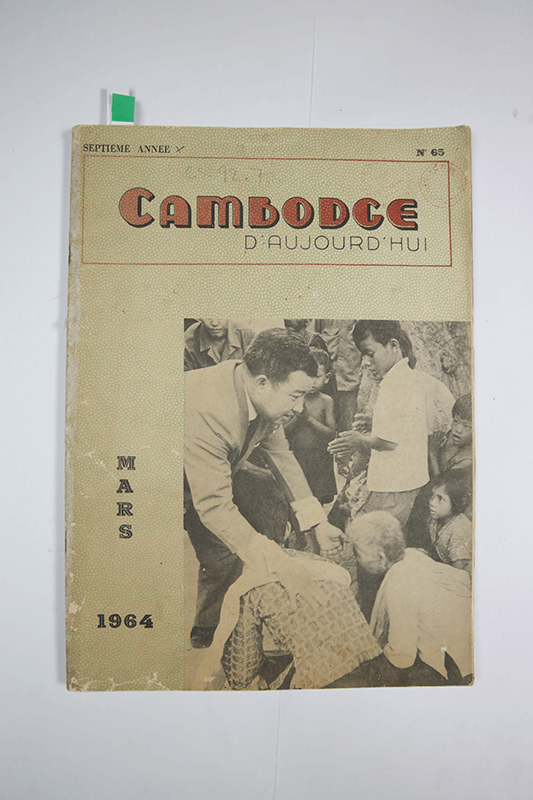 SEPTIEME ANNEE
N° 65
CAMBODGE
D'AUJOURD'HUI
MARS
1964